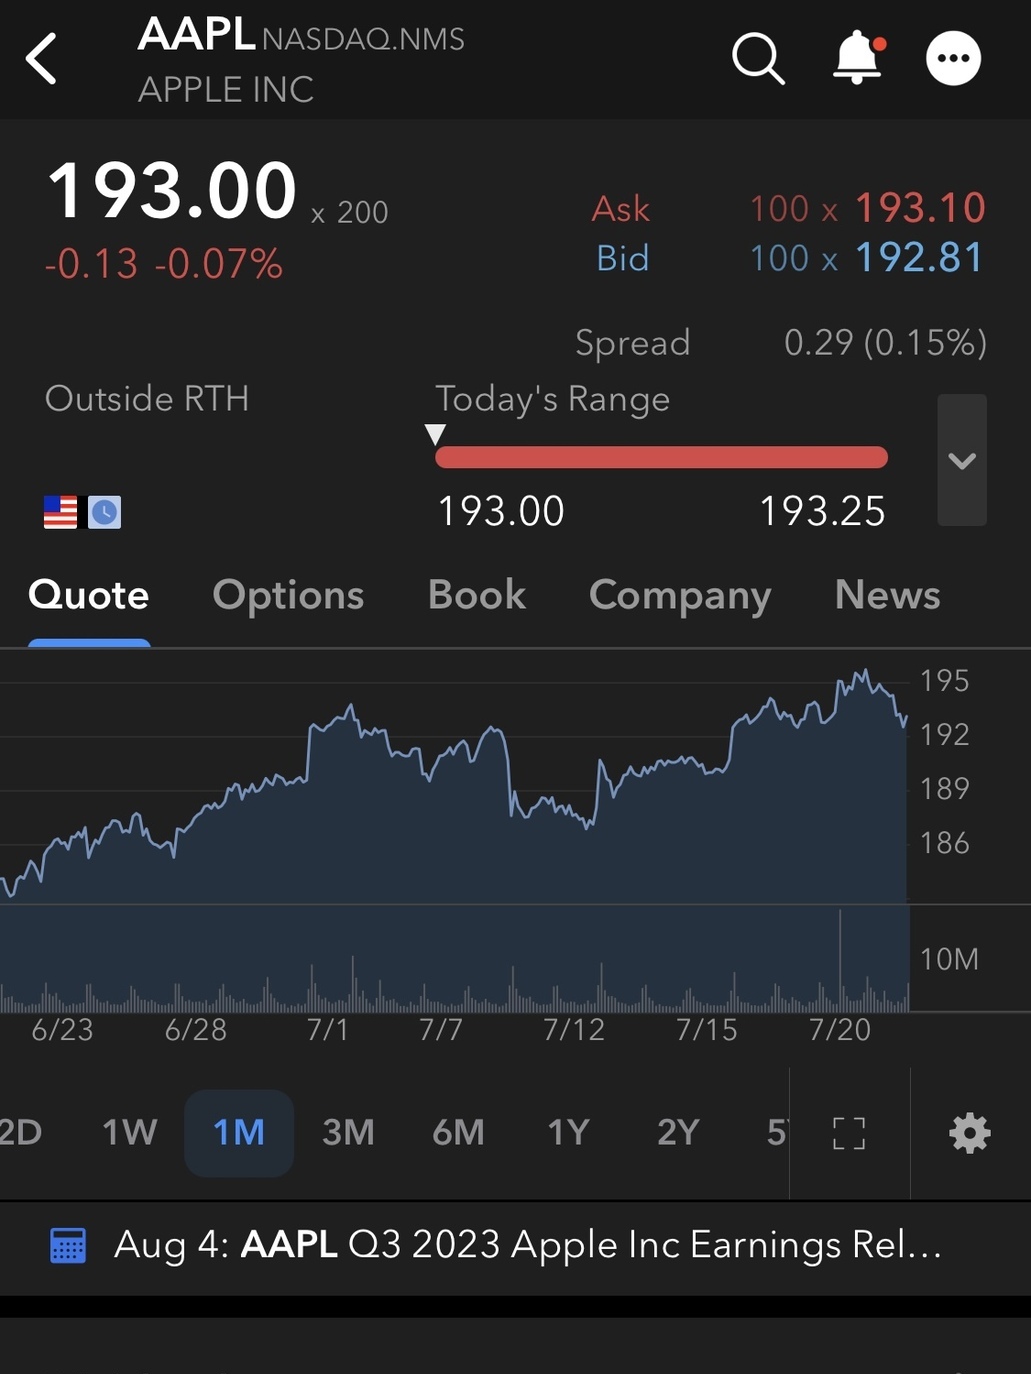 AAPL NASDAQ.NMS
APPLE INC
193.00 x 200
-0.13 -0.07%
Ask 100 x 193.10
Bid 100 x 192.81
Spread 0.29 (0.15%)
Outside RTH
Today's Range
193.00 193.25
Quote Options Book Company News
195
192
189
186
10M
6/23 6/28 7/1 7/7 7/12 7/15 7/20
2D 1W 1M 3M 6M 1Y 2Y 5
Aug 4: AAPL Q3 2023 Apple Inc Earnings Rel...